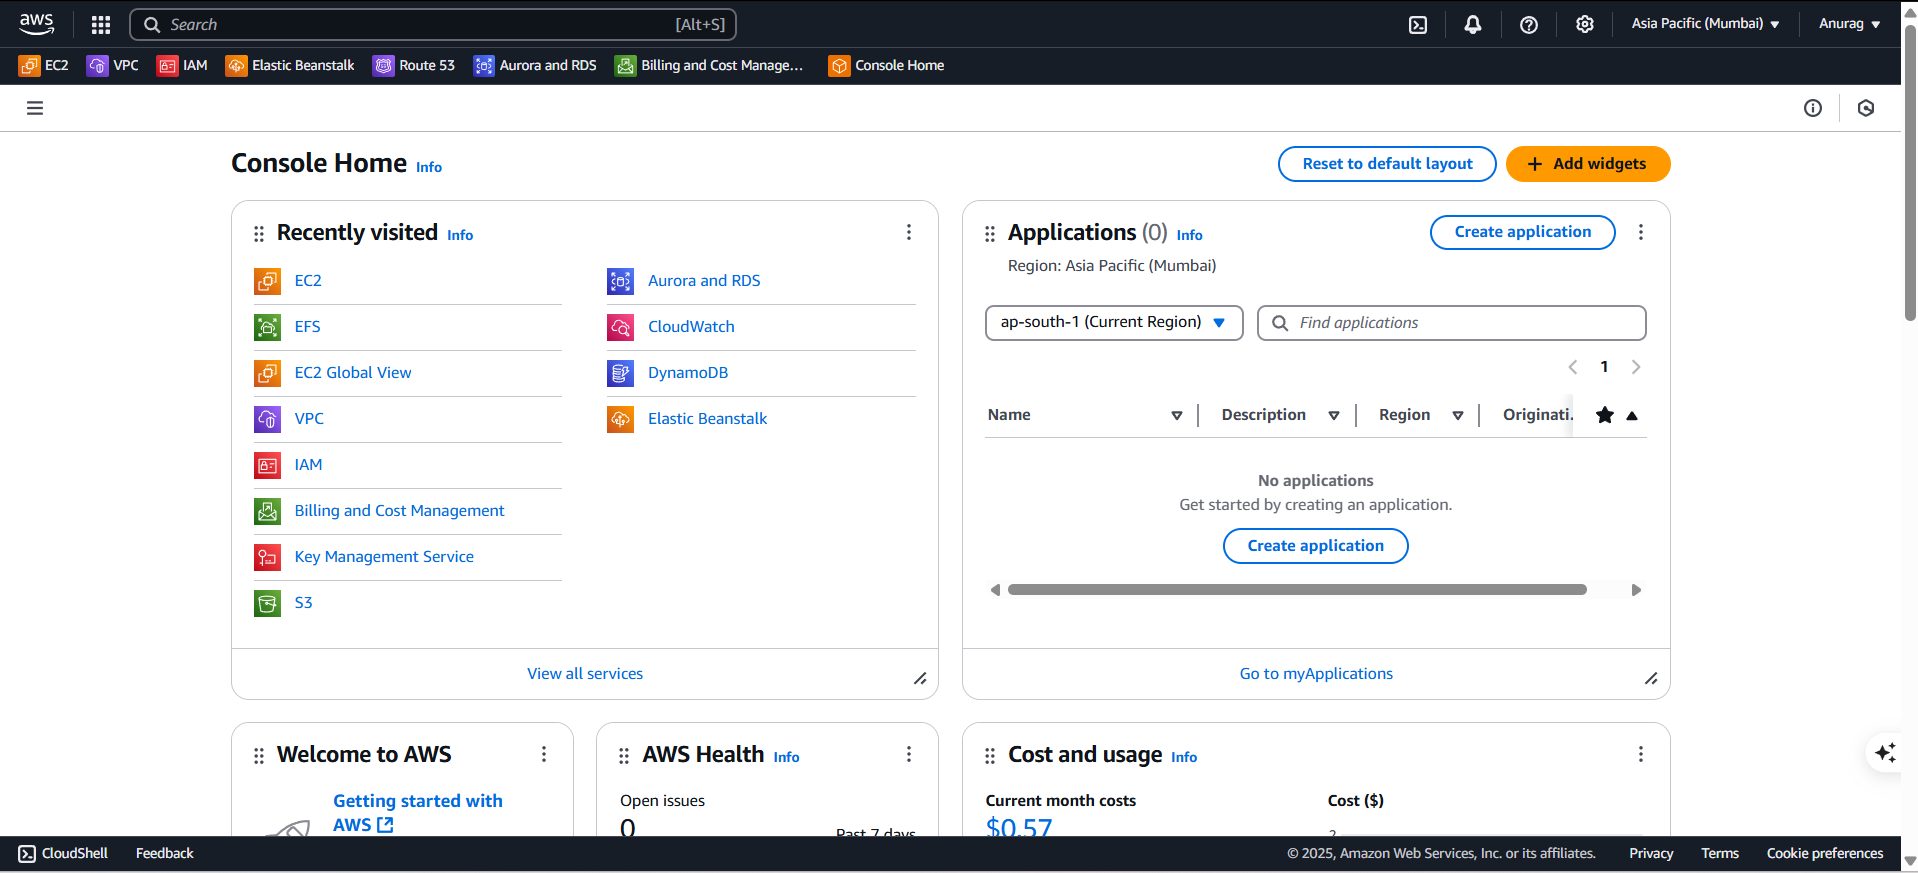 aws
Search [Alt+S]
Asia Pacific (Mumbai)
Anurag
EC2
VPC
IAM
Elastic Beanstalk
Route 53
Aurora and RDS
Billing and Cost Manage...
Console Home
Console Home Info
Reset to default layout
Add widgets
Recently visited Info
EC2
EFS
EC2 Global View
VPC
IAM
Billing and Cost Management
Key Management Service
S3
Aurora and RDS
CloudWatch
DynamoDB
Elastic Beanstalk
View all services
Applications (0) Info
Create application
Region: Asia Pacific (Mumbai)
ap-south-1 (Current Region)
Find applications
1
Name
Description
Region
Originati.
No applications
Get started by creating an application.
Create application
Go to myApplications
Welcome to AWS
Getting started with
AWS
AWS Health Info
Open issues
0
Past 7 days
Cost and usage Info
Current month costs
$0.57
Cost ($)
2
CloudShell
Feedback
© 2025, Amazon Web Services, Inc. or its affiliates.
Privacy
Terms
Cookie preferences